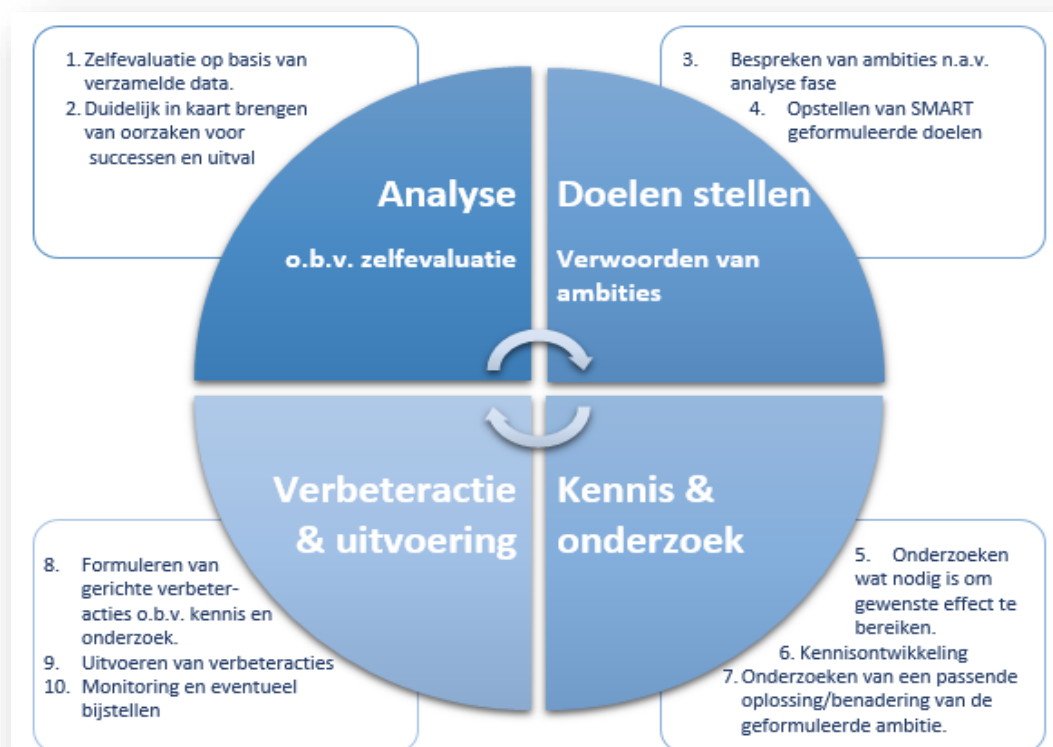 1. Zelfevaluatie op basis van
verzamelde data.
2. Duidelijk in kaart brengen
van oorzaken voor
successen en uitval
3. Bespreken van ambities n.a.v.
analyse fase
4. Opstellen van SMART
geformuleerde doelen
Analyse
o.b.v. zelfevaluatie
Doelen stellen
Verwoorden van
ambities
Verbeteractie
& uitvoering
Kennis &
onderzoek
8. Formuleren van
gerichte verbeter-
acties o.b.v. kennis en
onderzoek.
9. Uitvoeren van verbeteracties
10. Monitoring en eventueel
bijstellen
5. Onderzoeken
wat nodig is om
gewenste effect te
bereiken.
6. Kennisontwikkeling
7. Onderzoeken van een passende
oplossing/benadering van de
geformuleerde ambitie.